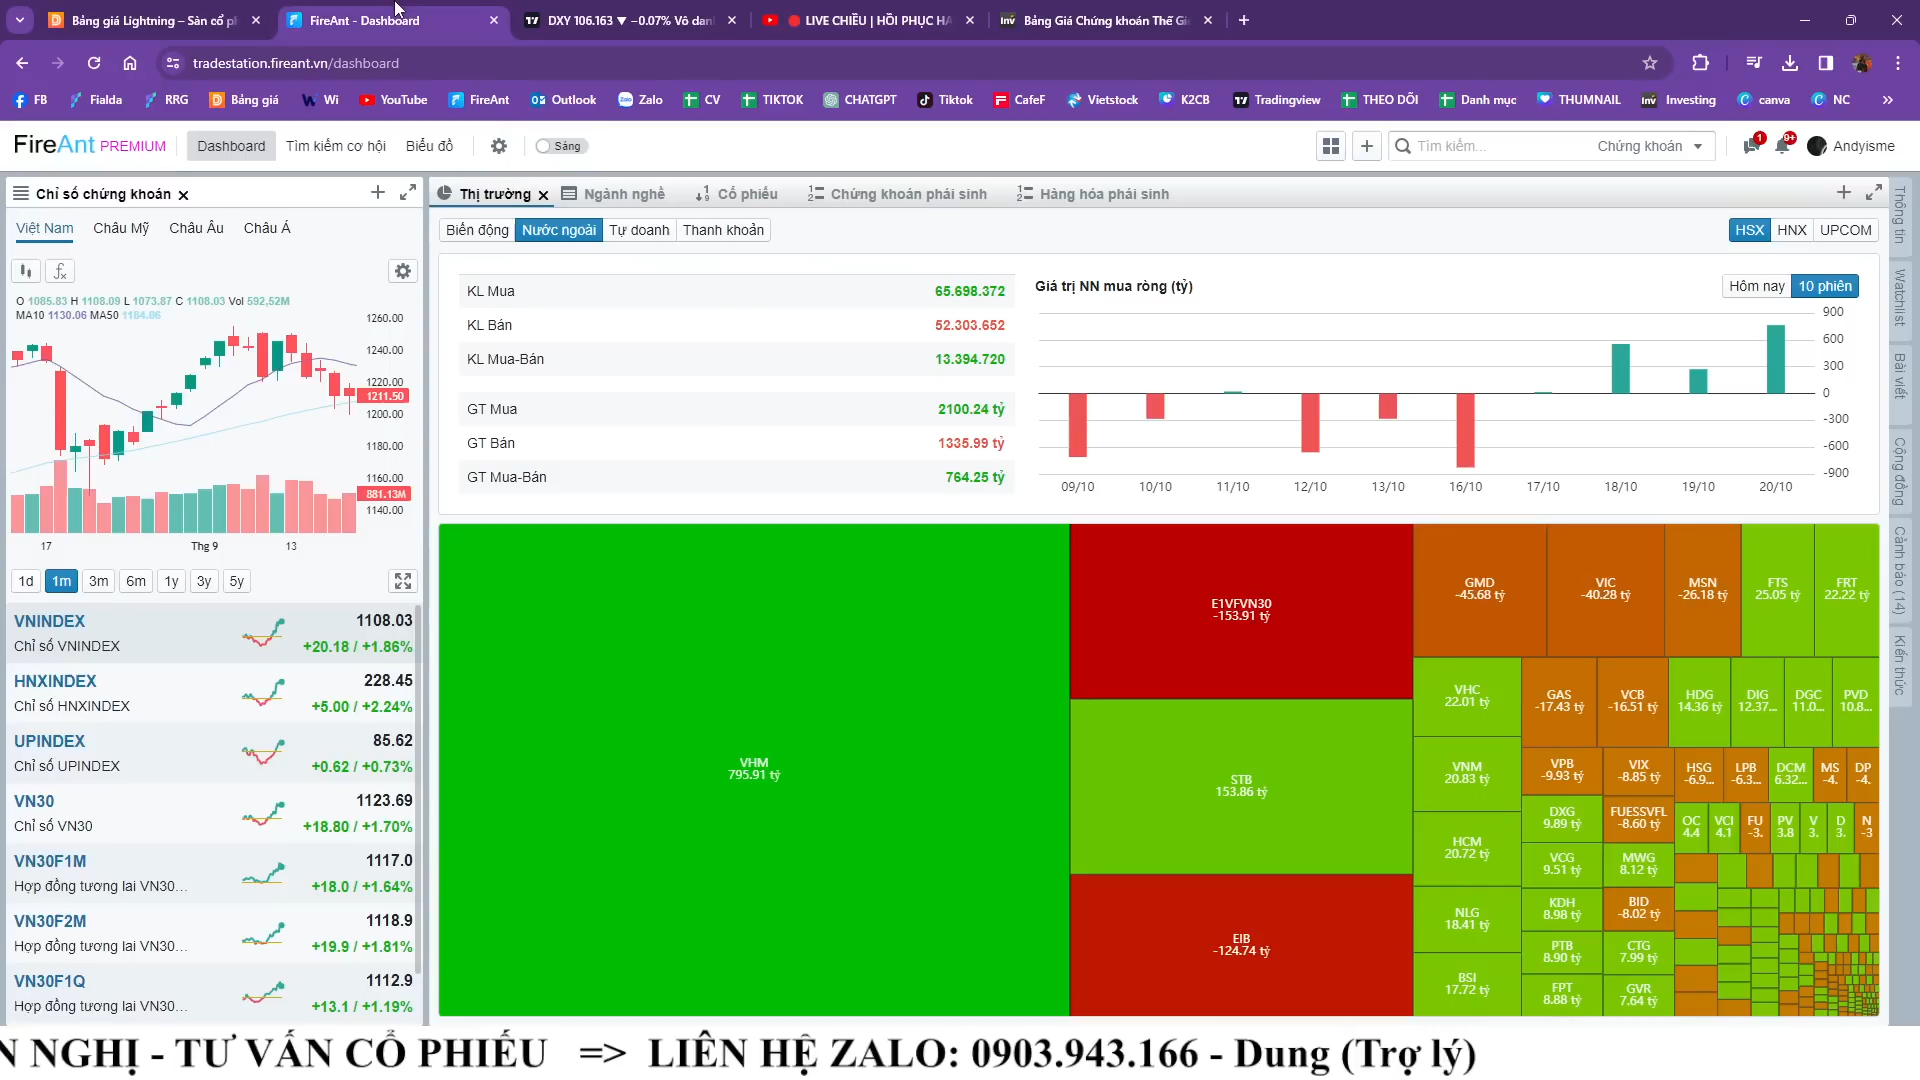 Bảng giá Lightning – Sàn cổ ph
FireAnt - Dashboard
DXY 106.163 ▼ −0.07% Vô danh
LIVE CHIỀU | HỒI PHỤC HA
Bảng Giá Chứng khoán Thế Giớ
tradestation.fireant.vn/dashboard
FB
Fialda
RRG
Bảng giá
Wi
YouTube
FireAnt
Outlook
Zalo
CV
TIKTOK
CHATGPT
Tiktok
CafeF
Vietstock
K2CB
Tradingview
THEO DÕI
Danh mục
THUMNAIL
Investing
canva
NC
FireAnt PREMIUM
Dashboard
Tìm kiếm cơ hội
Biểu đồ
Sáng
Tìm kiếm...
Chứng khoán
1
9+
Andyisme
Chỉ số chứng khoán
Việt Nam
Châu Mỹ
Châu Âu
Châu Á
O 1085.83 H 1108.09 L 1073.87 C 1108.03 Vol 592,52M
MA10 1130.06 MA50 1184.06
1260.00
1240.00
1220.00
1211.50
1200.00
1180.00
1160.00
881.13M
1140.00
17
Thg 9
13
1d
1m
3m
6m
1y
3y
5y
VNINDEX 1108.03
Chỉ số VNINDEX +20.18 / +1.86%
HNXINDEX 228.45
Chỉ số HNXINDEX +5.00 / +2.24%
UPINDEX 85.62
Chỉ số UPINDEX +0.62 / +0.73%
VN30 1123.69
Chỉ số VN30 +18.80 / +1.70%
VN30F1M 1117.0
Hợp đồng tương lai VN30... +18.0 / +1.64%
VN30F2M 1118.9
Hợp đồng tương lai VN30... +19.9 / +1.81%
VN30F1Q 1112.9
Hợp đồng tương lai VN30... +13.1 / +1.19%
Thị trường
Ngành nghề
Cổ phiếu
Chứng khoán phái sinh
Hàng hóa phái sinh
Biến động
Nước ngoài
Tự doanh
Thanh khoản
HSX
HNX
UPCOM
KL Mua 65.698.372
KL Bán 52.303.652
KL Mua-Bán 13.394.720
GT Mua 2100.24 tỷ
GT Bán 1335.99 tỷ
GT Mua-Bán 764.25 tỷ
Giá trị NN mua ròng (tỷ)
Hôm nay
10 phiên
900
600
300
0
-300
-600
-900
09/10
10/10
11/10
12/10
13/10
16/10
17/10
18/10
19/10
20/10
VHM
795.91 tỷ
E1VFVN30
-153.91 tỷ
STB
153.86 tỷ
EIB
-124.74 tỷ
GMD
-45.68 tỷ
VIC
-40.28 tỷ
MSN
-26.18 tỷ
FTS
25.05 tỷ
FRT
22.22 tỷ
VHC
22.01 tỷ
VNM
20.83 tỷ
HCM
20.72 tỷ
NLG
18.41 tỷ
BSI
17.72 tỷ
GAS
-17.43 tỷ
VCB
-16.51 tỷ
HDG
14.36 tỷ
DIG
12.37...
DGC
11.0...
PVD
10.8...
VPB
-9.93 tỷ
VIX
-8.85 tỷ
HSG
-6.9...
LPB
-6.3...
DCM
6.32...
MS
-4.
DP
-4.
DXG
9.89 tỷ
FUESSVFL
-8.60 tỷ
OC
4.4
VCI
4.1
FU
-3.
PV
3.8
V
3.
D
3.
N
-3
VCG
9.51 tỷ
MWG
8.12 tỷ
KDH
8.98 tỷ
BID
-8.02 tỷ
PTB
8.90 tỷ
CTG
7.99 tỷ
FPT
8.88 tỷ
GVR
7.64 tỷ
Thông tin
Watchlist
Bài viết
Cộng đồng
Cảnh báo (14)
Kiến thức
N NGHỊ - TƯ VẤN CỔ PHIẾU => LIÊN HỆ ZALO: 0903.943.166 - Dung (Trợ lý)